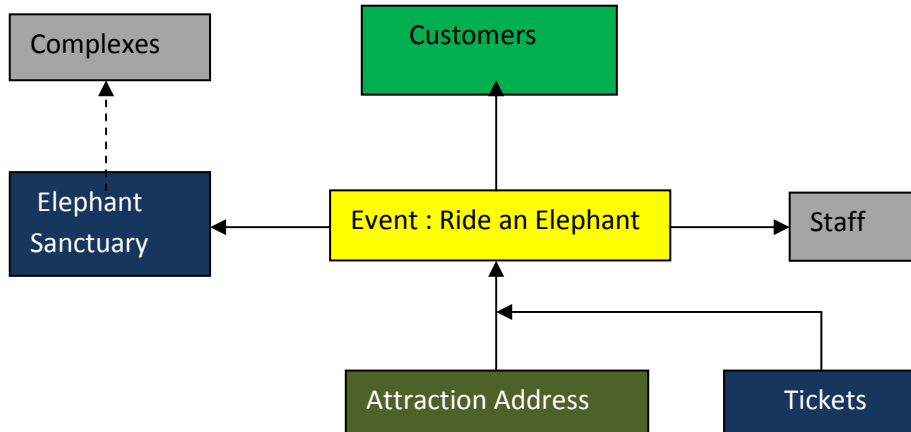 Complexes
Customers
Elephant
Sanctuary
Event : Ride an Elephant
Staff
Attraction Address
Tickets